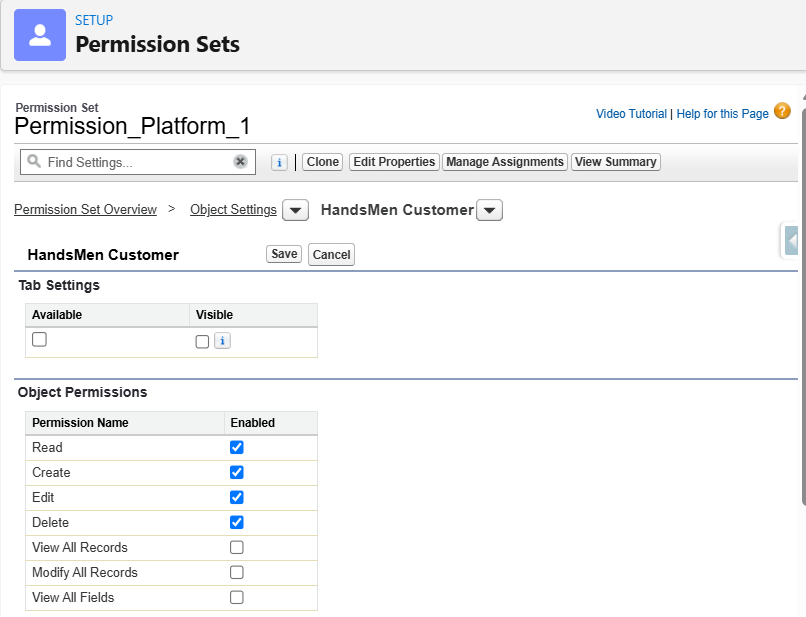 SETUP
Permission Sets
Permission Set
Permission_Platform_1
Video Tutorial | Help for this Page ?
Find Settings... i | Clone Edit Properties Manage Assignments View Summary
Permission Set Overview > Object Settings HandsMen Customer
HandsMen Customer Save Cancel
Tab Settings
Available Visible
i
Object Permissions
Permission Name Enabled
Read
Create
Edit
Delete
View All Records
Modify All Records
View All Fields